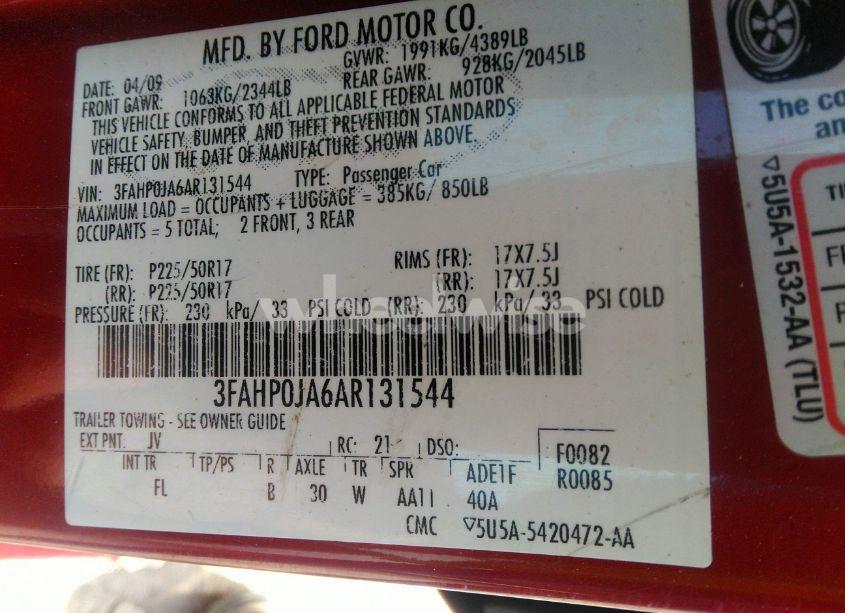 MFD. BY FORD MOTOR CO.
DATE: 04/09 GVWR: 1991KG/4389LB
FRONT GAWR: 1063KG/2344LB REAR GAWR: 928KG/2045LB
THIS VEHICLE CONFORMS TO ALL APPLICABLE FEDERAL MOTOR
VEHICLE SAFETY, BUMPER, AND THEFT PREVENTION STANDARDS
IN EFFECT ON THE DATE OF MANUFACTURE SHOWN ABOVE.
VIN: 3FAHP0JA6AR131544 TYPE: Passenger Car
MAXIMUM LOAD = OCCUPANTS + LUGGAGE = 385KG/ 850LB
OCCUPANTS = 5 TOTAL; 2 FRONT, 3 REAR
TIRE (FR): P225/50R17 RIMS (FR): 17X7.5J
(RR): P225/50R17 (RR): 17X7.5J
PRESSURE (FR): 230 kPa/ 33 PSI COLD (RR): 230 kPa/ 33 PSI COLD
wheelwise
3FAHP0JA6AR131544
TRAILER TOWING - SEE OWNER GUIDE
EXT PNT: JV RC: 21 DSO: F0082
INT TR TP/PS R AXLE TR SPR ADE1F R0085
FL B 30 W AA11 40A
CMC 5U5A-5420472-AA
The co
an
5U5A-1532-AA (TLU)